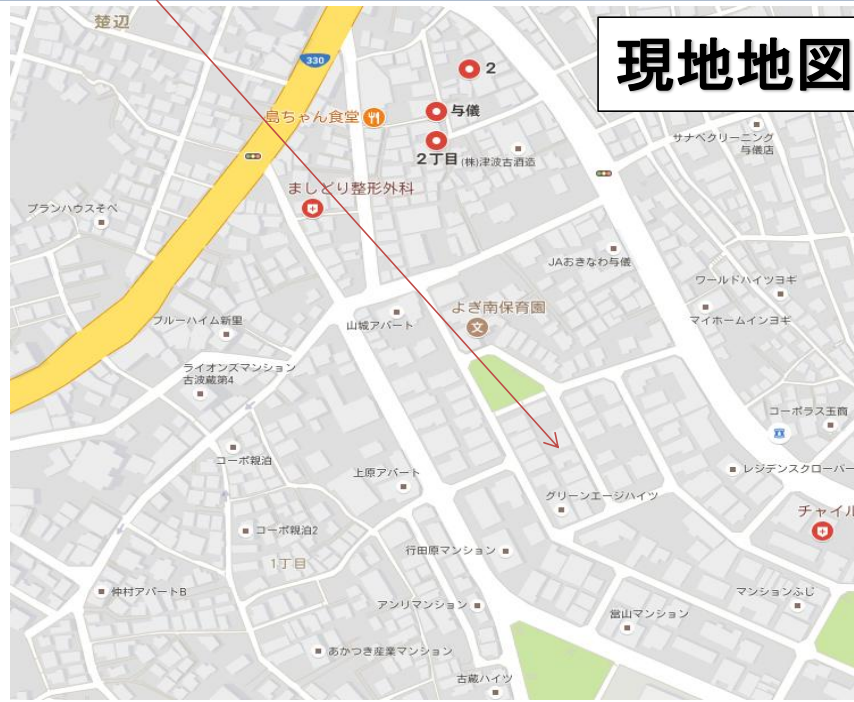 楚辺
現地地図
330
2
島ちゃん食堂
与儀
2丁目
(株)津波古酒造
サナベクリーニング
与儀店
ましどり整形外科
プランハウスそべ
JAおきなわ与儀
ワールドハイツヨギ
よぎ南保育園
文
ブルーハイム新里
山城アパート
マイホームインヨギ
ライオンズマンション
古波蔵第4
コーポラス玉
コーポ親泊
上原アパート
レジデンスクローバー
グリーンエージハイツ
チャイル
コーポ親泊2
行田原マンション
1丁目
仲村アパートB
アンリマンション
マンションふじ
當山マンション
あかつき産業マンション
古蔵ハイツ